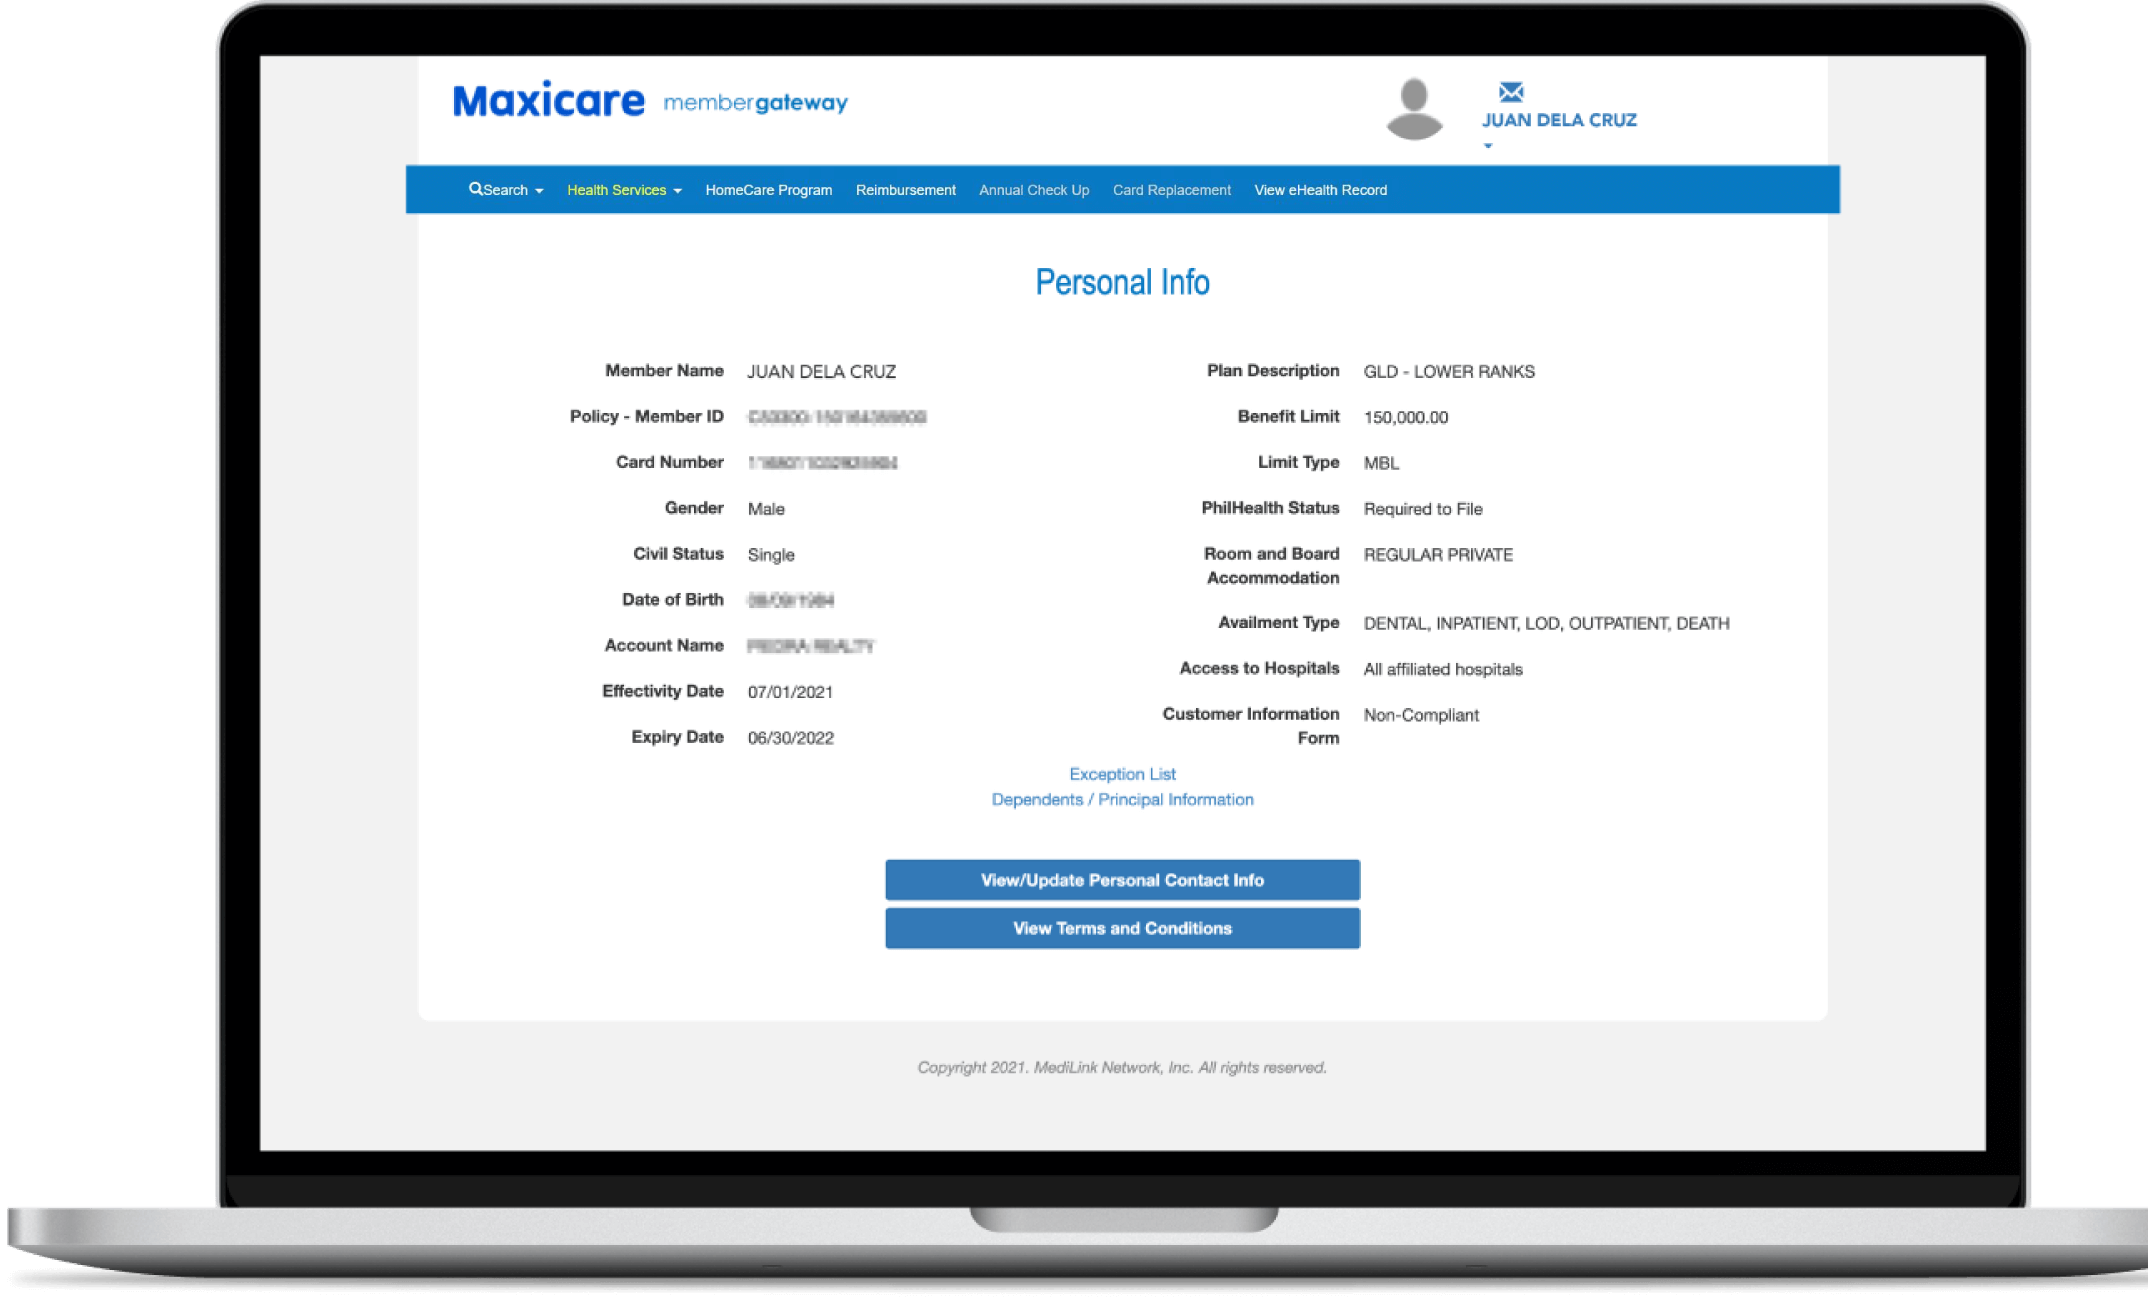 Maxicare membergateway
JUAN DELA CRUZ
Search Health Services HomeCare Program Reimbursement Annual Check Up Card Replacement View eHealth Record
Personal Info
Member Name JUAN DELA CRUZ
Policy - Member ID
Card Number
Gender Male
Civil Status Single
Date of Birth
Account Name
Effectivity Date 07/01/2021
Expiry Date 06/30/2022
Plan Description GLD - LOWER RANKS
Benefit Limit 150,000.00
Limit Type MBL
PhilHealth Status Required to File
Room and Board REGULAR PRIVATE
Accommodation
Availment Type DENTAL, INPATIENT, LOD, OUTPATIENT, DEATH
Access to Hospitals All affiliated hospitals
Customer Information Non-Compliant
Form
Exception List
Dependents / Principal Information
View/Update Personal Contact Info
View Terms and Conditions
Copyright 2021. MediLink Network, Inc. All rights reserved.